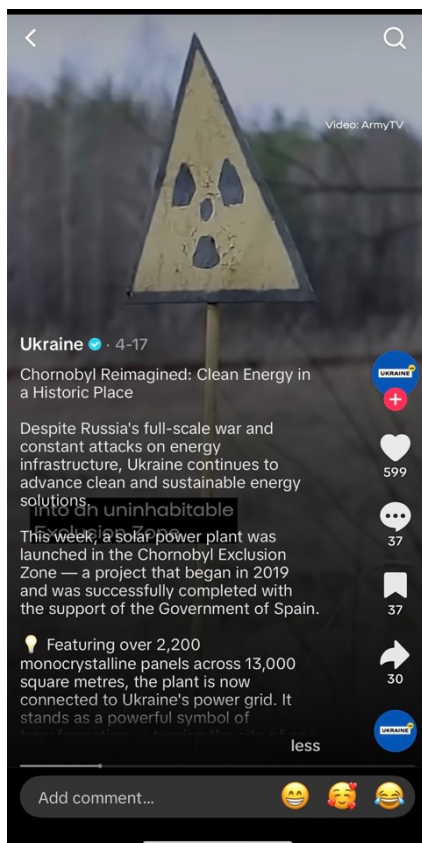 Video: ArmyTV
Ukraine · 4-17
Chornobyl Reimagined: Clean Energy in
a Historic Place
Despite Russia's full-scale war and
constant attacks on energy
infrastructure, Ukraine continues to
advance clean and sustainable energy
solutions.
into an uninhabitable
Exclusion Zone
This week, a solar power plant was
launched in the Chornobyl Exclusion
Zone — a project that began in 2019
and was successfully completed with
the support of the Government of Spain.
💡 Featuring over 2,200
monocrystalline panels across 13,000
square metres, the plant is now
connected to Ukraine's power grid. It
stands as a powerful symbol of
less
UKRAINE
599
37
37
30
UKRAINE
Add comment...